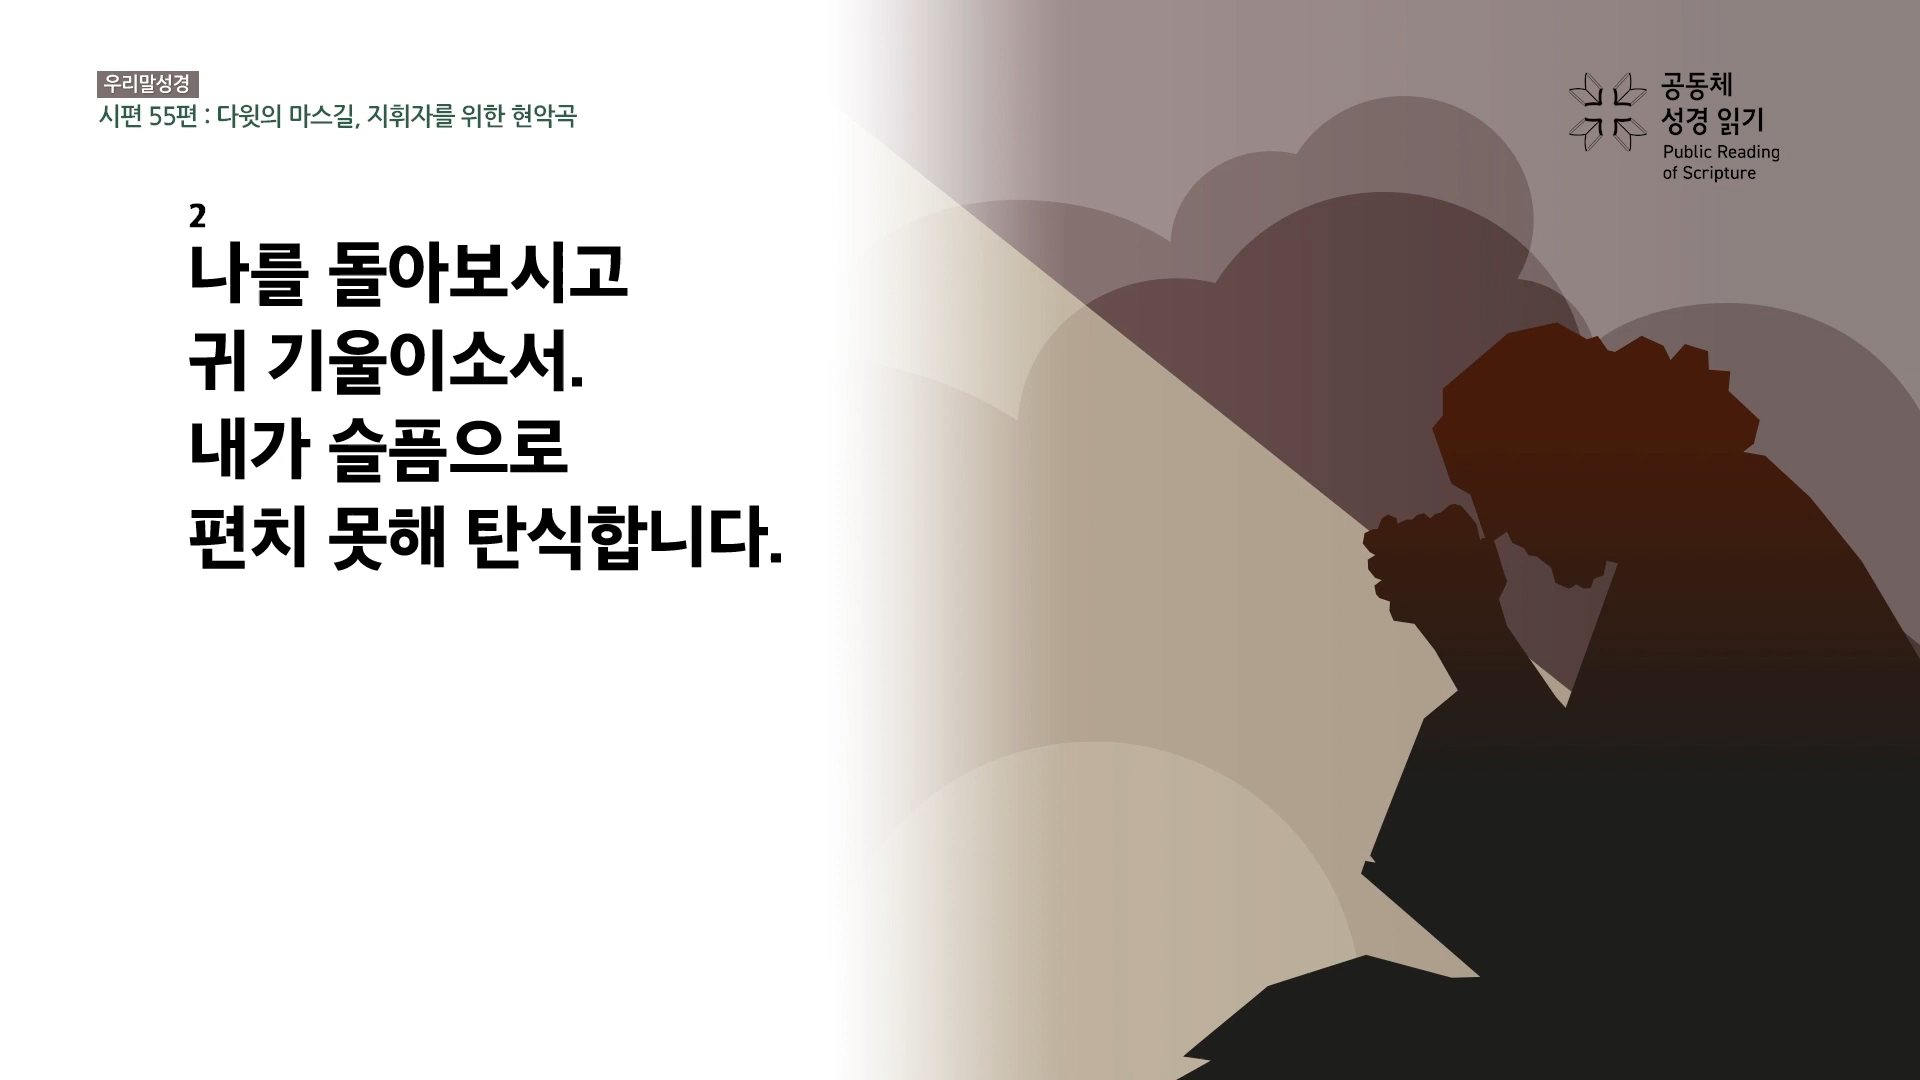 우리말성경
시편 55편 : 다윗의 마스길, 지휘자를 위한 현악곡
공동체
성경 읽기
Public Reading
of Scripture
2
나를 돌아보시고
귀 기울이소서.
내가 슬픔으로
편치 못해 탄식합니다.